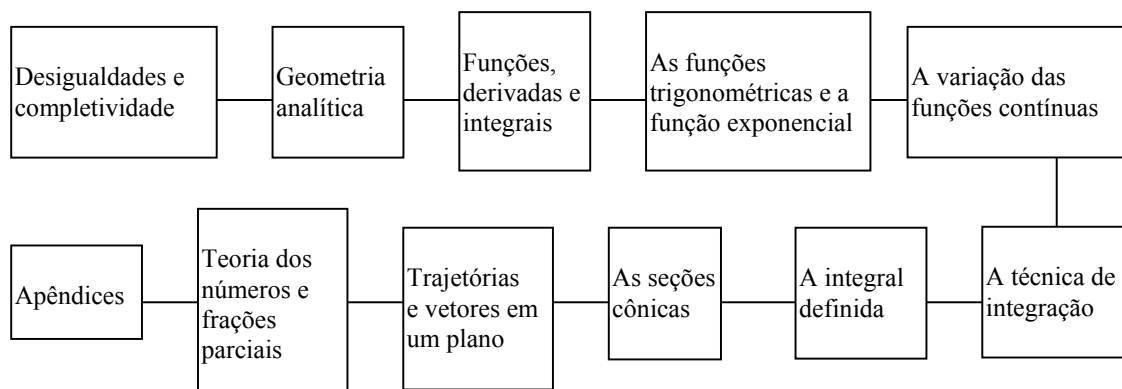 Desigualdades e
completividade
Geometria
analítica
Funções,
derivadas e
integrais
As funções
trigonométricas e a
função exponencial
A variação das
funções contínuas
A técnica de
integração
A integral
definida
As seções
cônicas
Trajetórias
e vetores em
um plano
Teoria dos
números e
frações
parciais
Apêndices